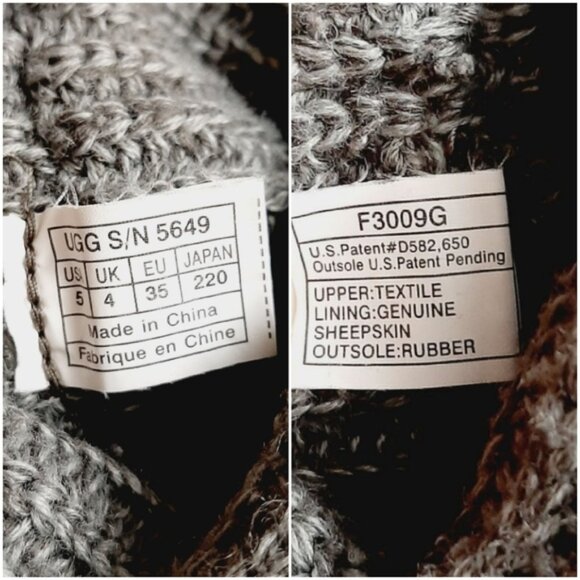 UGG S/N 5649
US UK EU JAPAN
5 4 35 220
Made in China
Fabrique en Chine
F3009G
U.S.Patent#D582,650
Outsole U.S.Patent Pending
UPPER:TEXTILE
LINING:GENUINE
SHEEPSKIN
OUTSOLE:RUBBER